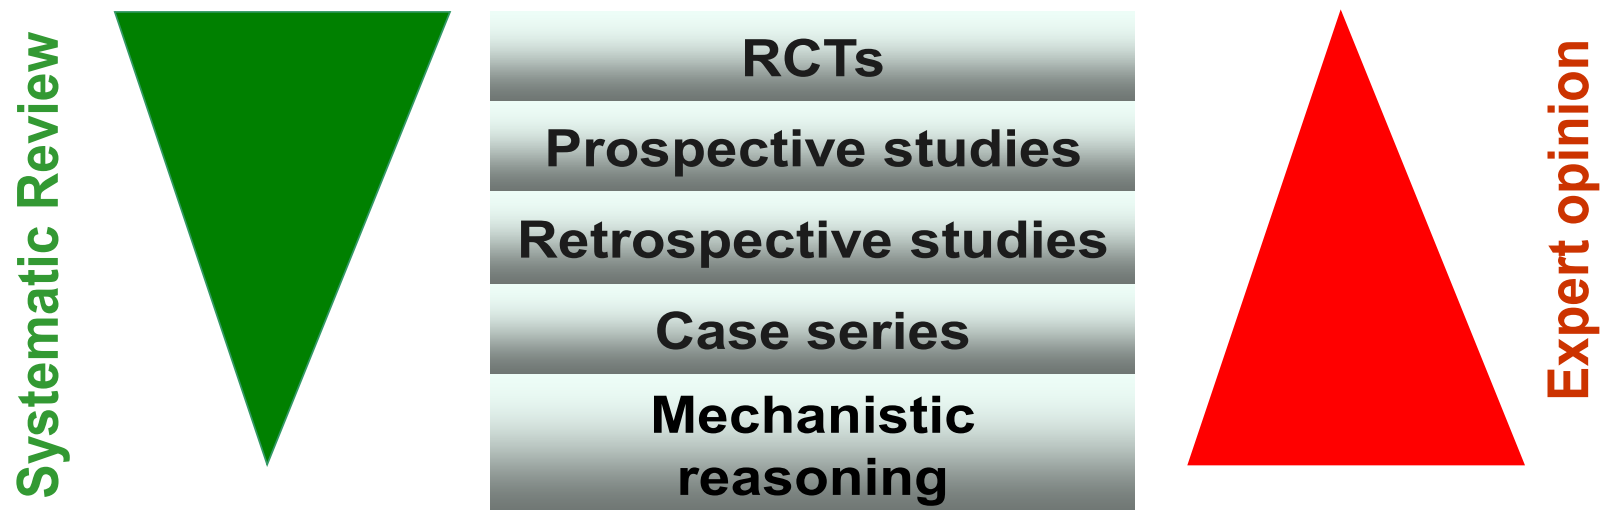 Systematic Review
RCTs
Prospective studies
Retrospective studies
Case series
Mechanistic
reasoning
Expert opinion